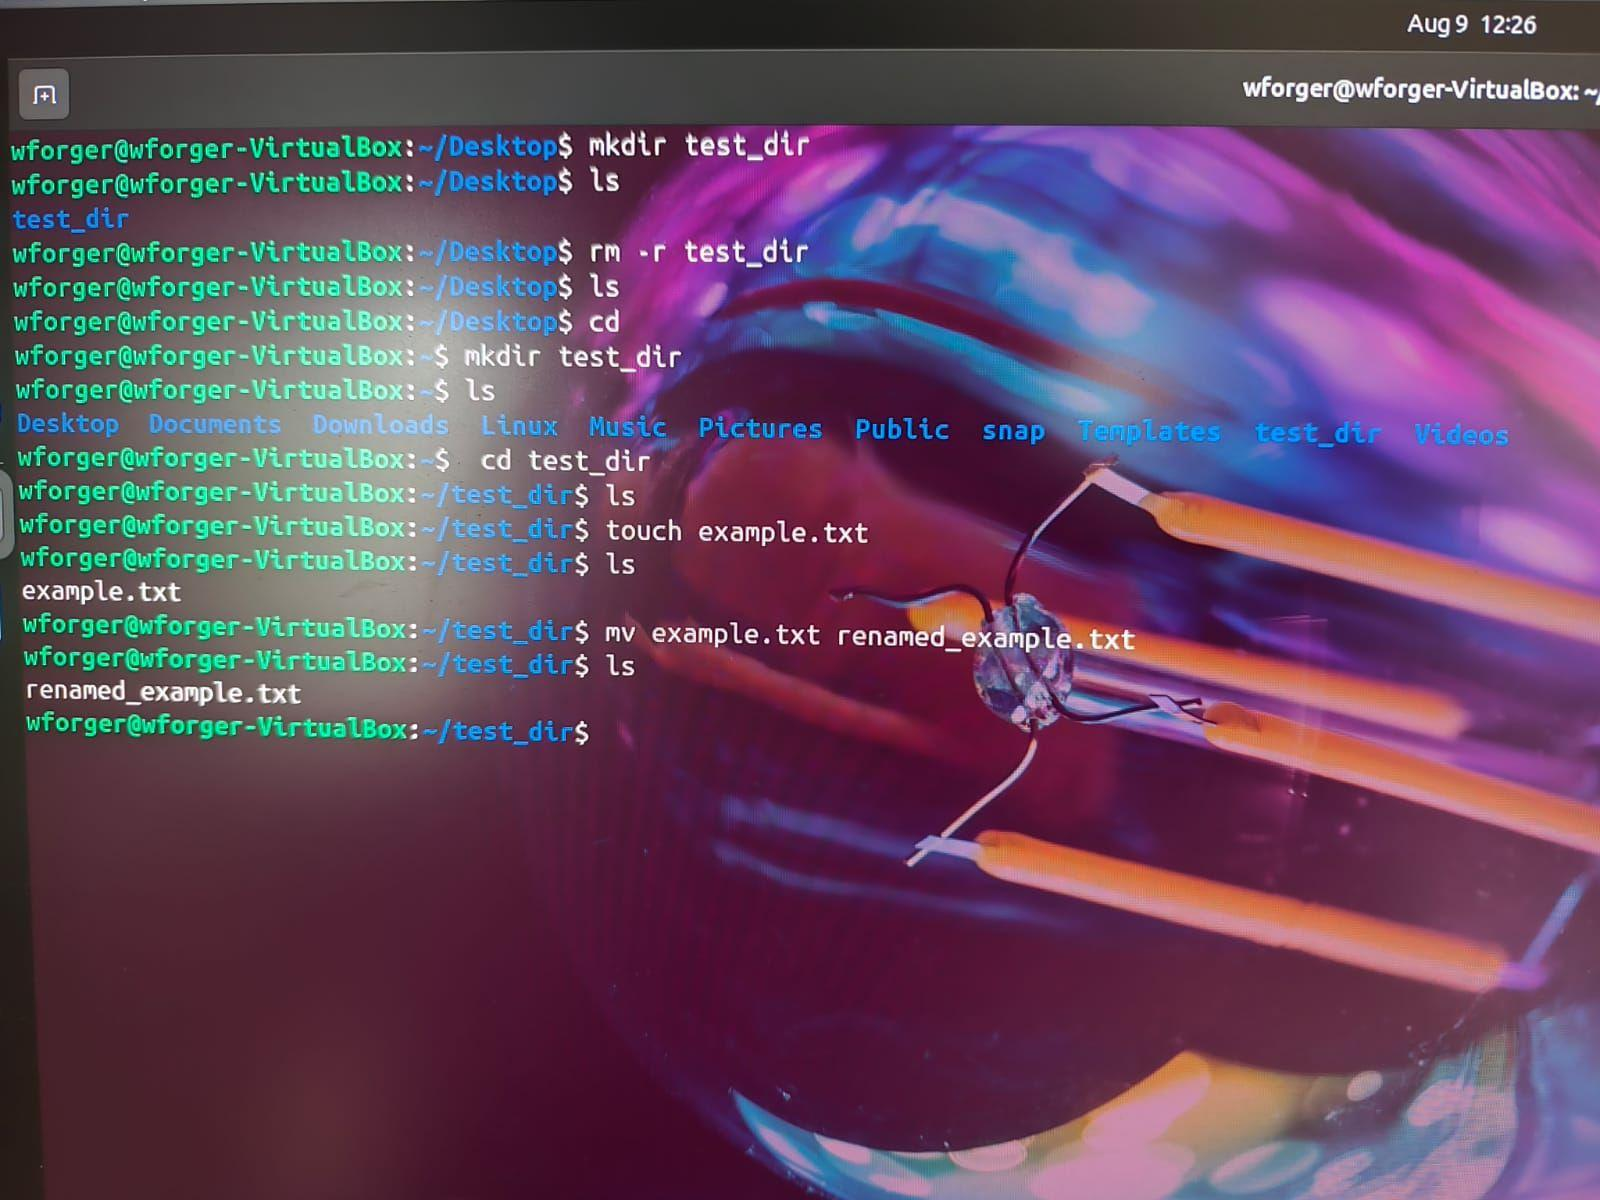 Aug 9 12:26
wforger@wforger-VirtualBox: ~/
wforger@wforger-VirtualBox:~/Desktop$ mkdir test_dir
wforger@wforger-VirtualBox:~/Desktop$ ls
test_dir
wforger@wforger-VirtualBox:~/Desktop$ rm -r test_dir
wforger@wforger-VirtualBox:~/Desktop$ ls
wforger@wforger-VirtualBox:~/Desktop$ cd
wforger@wforger-VirtualBox:~$ mkdir test_dir
wforger@wforger-VirtualBox:~$ ls
Desktop Documents Downloads Linux Music Pictures Public snap Templates test_dir Videos
wforger@wforger-VirtualBox:~$  cd test_dir
wforger@wforger-VirtualBox:~/test_dir$ ls
wforger@wforger-VirtualBox:~/test_dir$ touch example.txt
wforger@wforger-VirtualBox:~/test_dir$ ls
example.txt
wforger@wforger-VirtualBox:~/test_dir$ mv example.txt renamed_example.txt
wforger@wforger-VirtualBox:~/test_dir$ ls
renamed_example.txt
wforger@wforger-VirtualBox:~/test_dir$